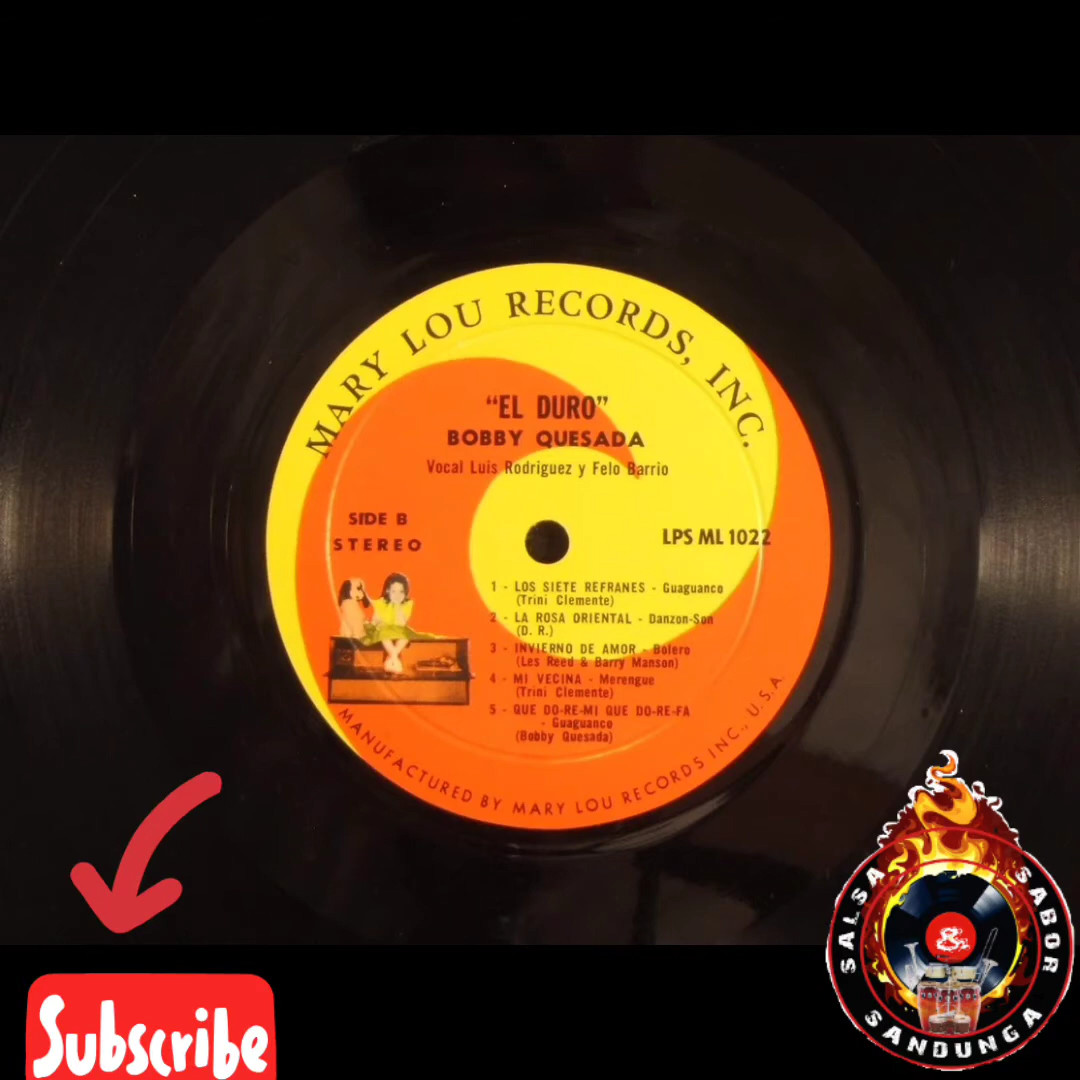 MARY LOU RECORDS, INC.
“EL DURO”
BOBBY QUESADA
Vocal Luis Rodriguez y Felo Barrio
SIDE B
STEREO
LPS ML 1022
1 - LOS SIETE REFRANES - Guaguanco
(Trini Clemente)
2 - LA ROSA ORIENTAL - Danzon-Son
(D. R.)
3 - INVIERNO DE AMOR - Bolero
(Les Reed & Barry Manson)
4 - MI VECINA - Merengue
(Trini Clemente)
5 - QUE DO-RE-MI QUE DO-RE-FA
- Guaguanco
(Bobby Quesada)
MANUFACTURED BY MARY LOU RECORDS INC., U.S.A.
Subscribe
SALSA
SABOR
&
SANDUNGA